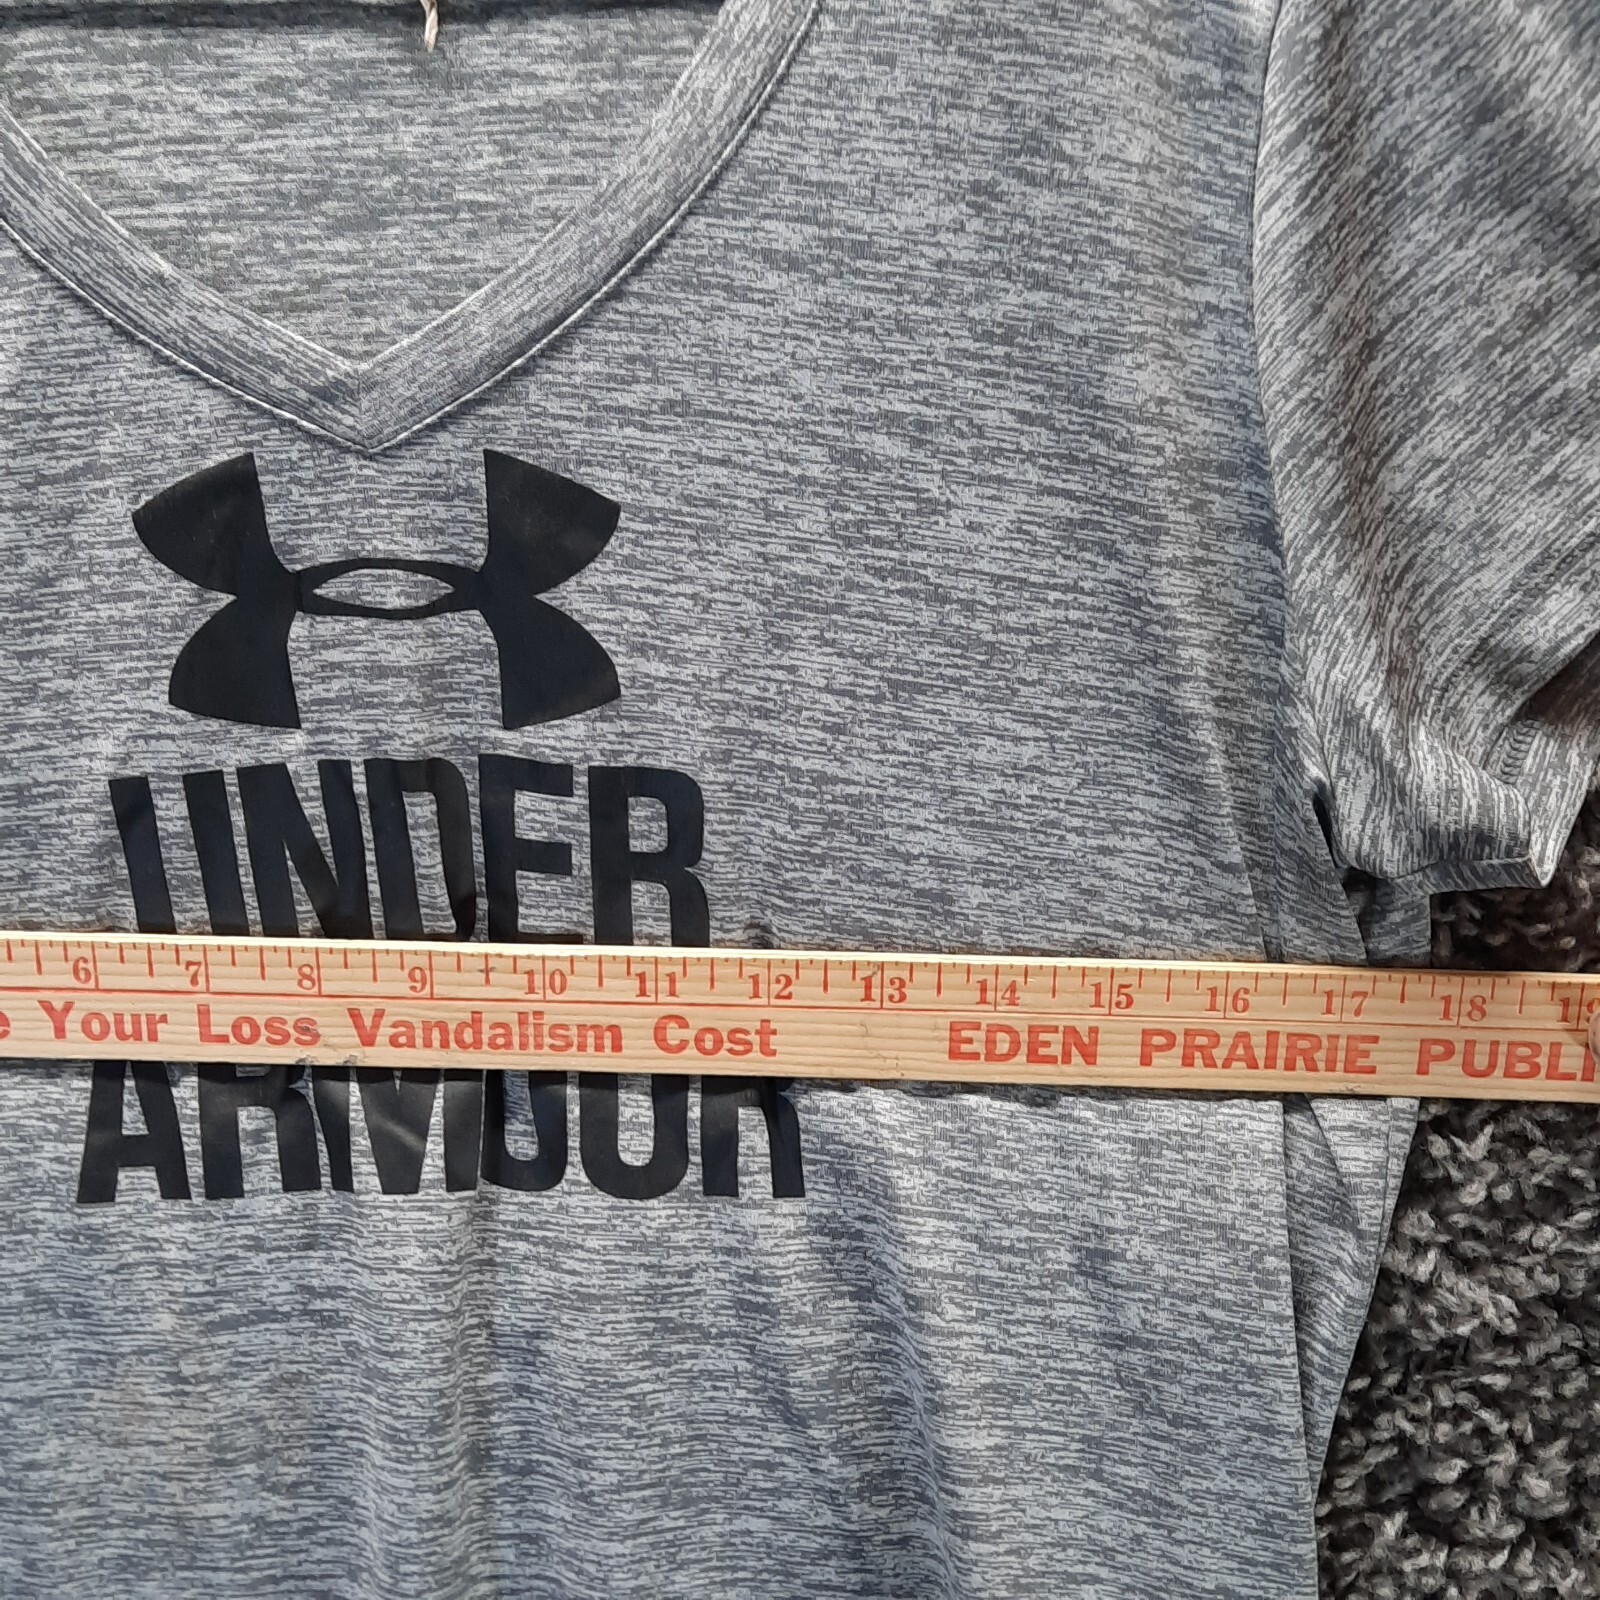 UNDER
6 7 8 9 10 11 12 13 14 15 16 17 18
Your Loss Vandalism Cost EDEN PRAIRIE PUBLI
ARMOUR